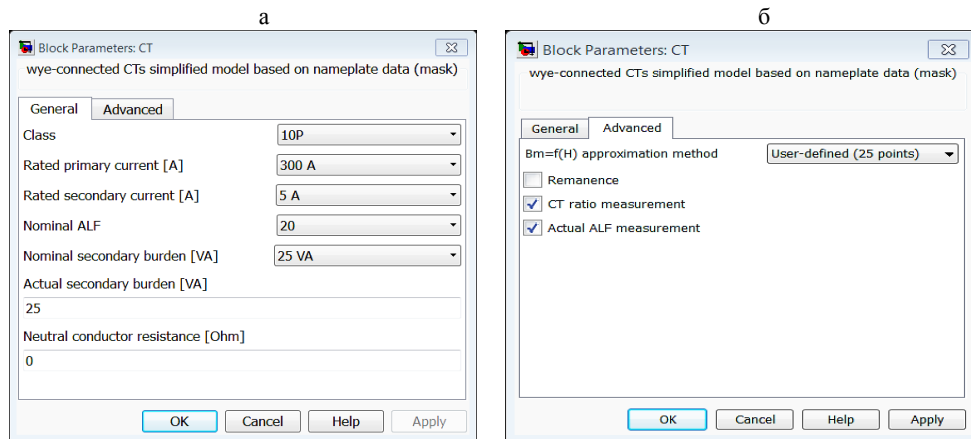 а
Block Parameters: CT
wye-connected CTs simplified model based on nameplate data (mask)
General Advanced
Class 10P
Rated primary current [A] 300 A
Rated secondary current [A] 5 A
Nominal ALF 20
Nominal secondary burden [VA] 25 VA
Actual secondary burden [VA]
25
Neutral conductor resistance [Ohm]
0
OK Cancel Help Apply
б
Block Parameters: CT
wye-connected CTs simplified model based on nameplate data (mask)
General Advanced
Bm=f(H) approximation method User-defined (25 points)
Remanence
CT ratio measurement
Actual ALF measurement
OK Cancel Help Apply